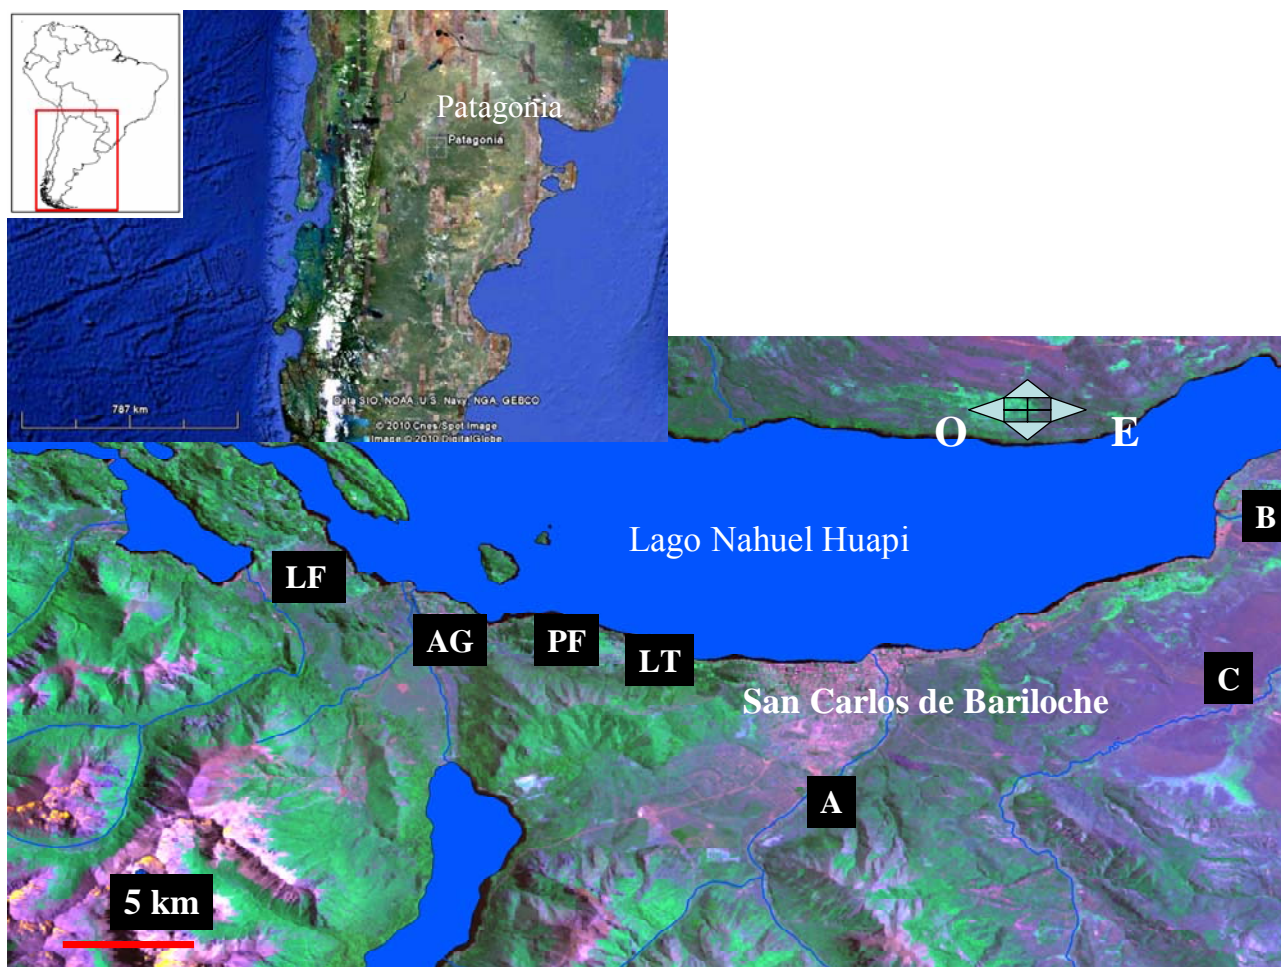 Patagonia
Patagonia
Data SIO, NOAA, U.S. Navy, NGA, GEBCO
787 km
© 2010 Cnes/Spot Image
Image © 2010 DigitalGlobe
O
E
B
Lago Nahuel Huapi
LF
AG
PF
LT
C
San Carlos de Bariloche
A
5 km